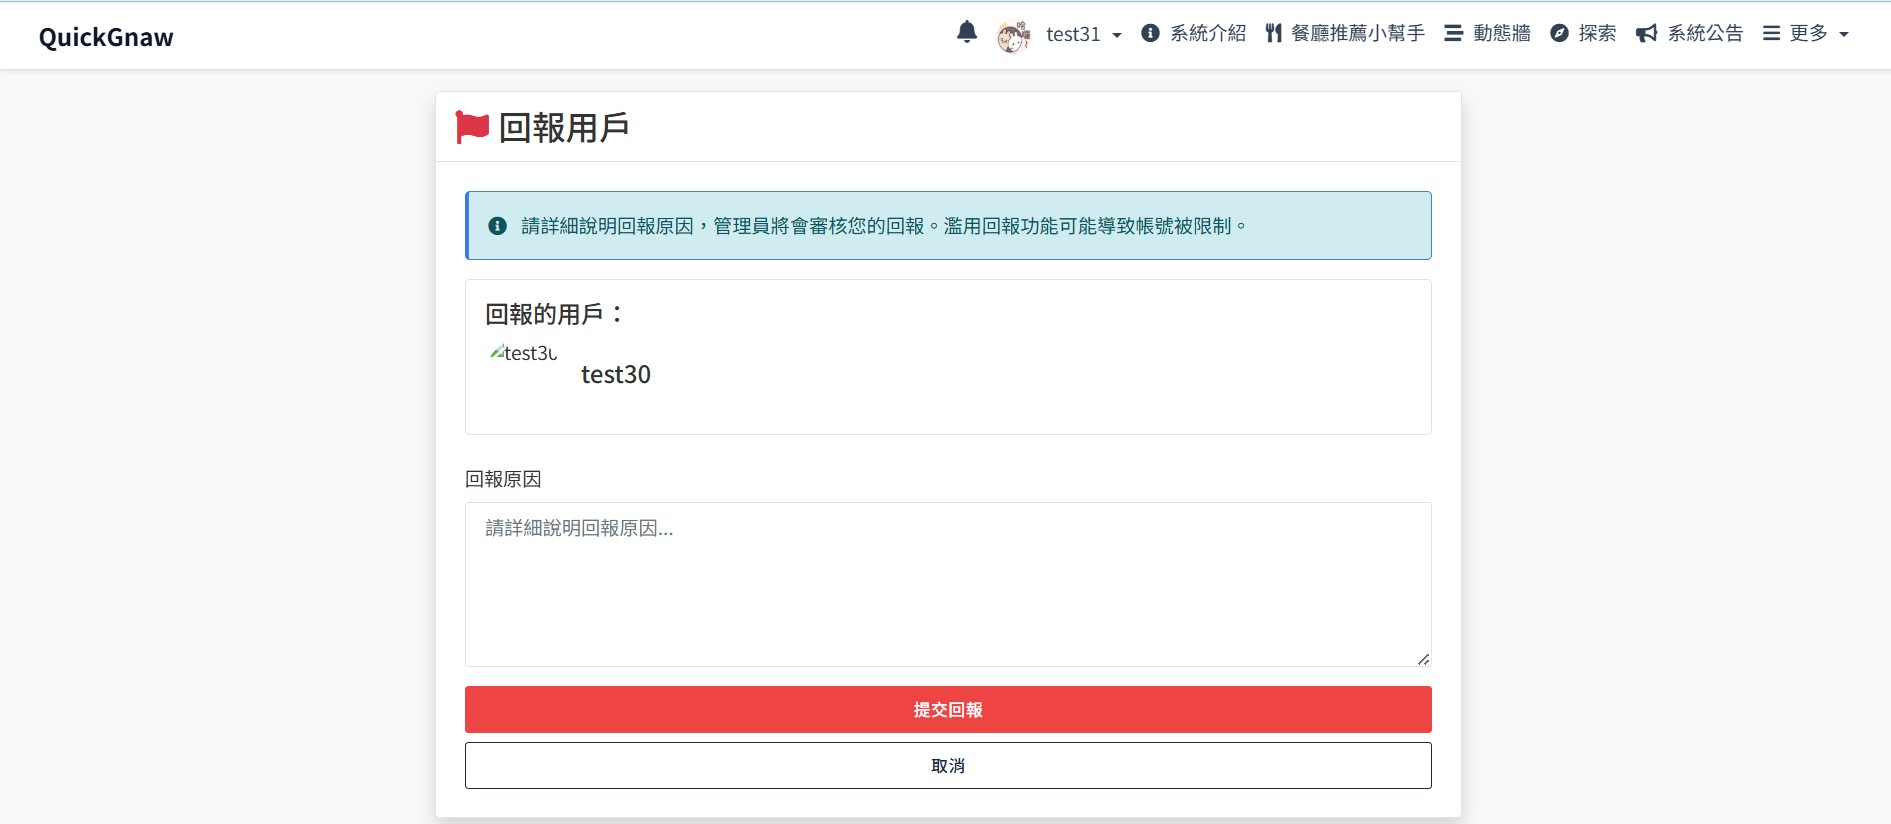 QuickGnaw
test31
系統介紹
餐廳推薦小幫手
動態牆
探索
系統公告
更多
回報用戶
請詳細說明回報原因，管理員將會審核您的回報。濫用回報功能可能導致帳號被限制。
回報的用戶：
test30
test30
回報原因
請詳細說明回報原因...
提交回報
取消